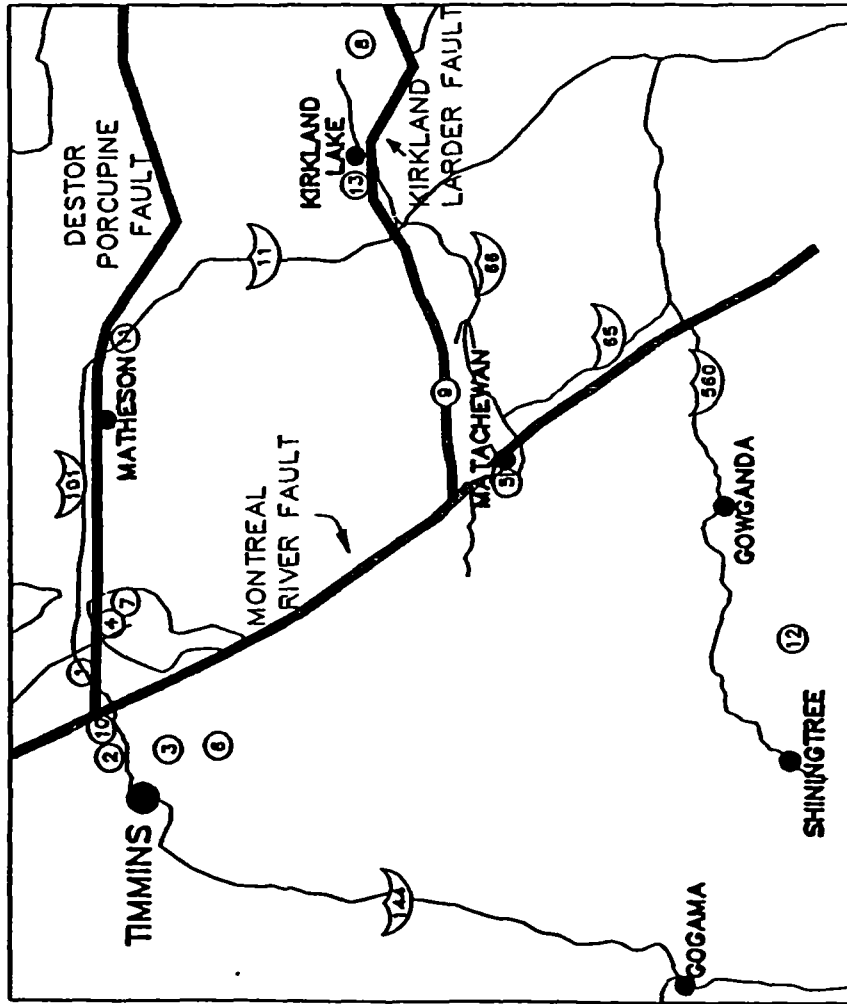 101
DESTOR
PORCUPINE
FAULT
1
10
2
4
7
11
MATHESON
TIMMINS
3
6
11
MONTREAL
RIVER FAULT
KIRKLAND
LAKE
13
8
144
KIRKLAND
LARDER FAULT
9
MATACHEWAN
5
66
65
GOGAMA
560
GOWGANDA
12
SHININGTREE